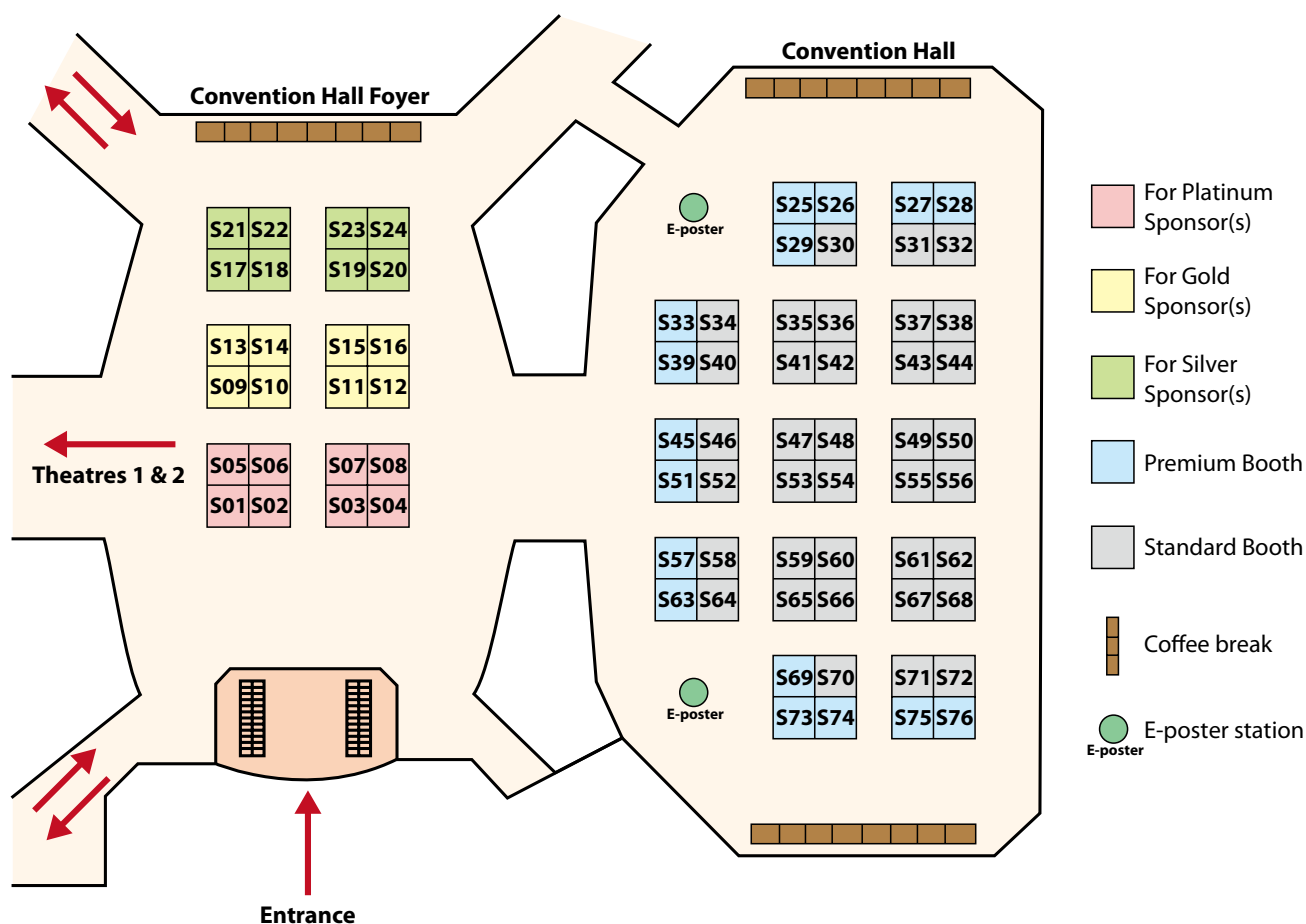 Convention Hall
Convention Hall Foyer
E-poster
S25 S26 S27 S28
S29 S30 S31 S32
S21 S22 S23 S24
S17 S18 S19 S20
S33 S34 S35 S36 S37 S38
S39 S40 S41 S42 S43 S44
S13 S14 S15 S16
S09 S10 S11 S12
S45 S46 S47 S48 S49 S50
S51 S52 S53 S54 S55 S56
S05 S06 S07 S08
S01 S02 S03 S04
Theatres 1 & 2
S57 S58 S59 S60 S61 S62
S63 S64 S65 S66 S67 S68
S69 S70 S71 S72
S73 S74 S75 S76
E-poster
Entrance
For Platinum
Sponsor(s)
For Gold
Sponsor(s)
For Silver
Sponsor(s)
Premium Booth
Standard Booth
Coffee break
E-poster
E-poster station